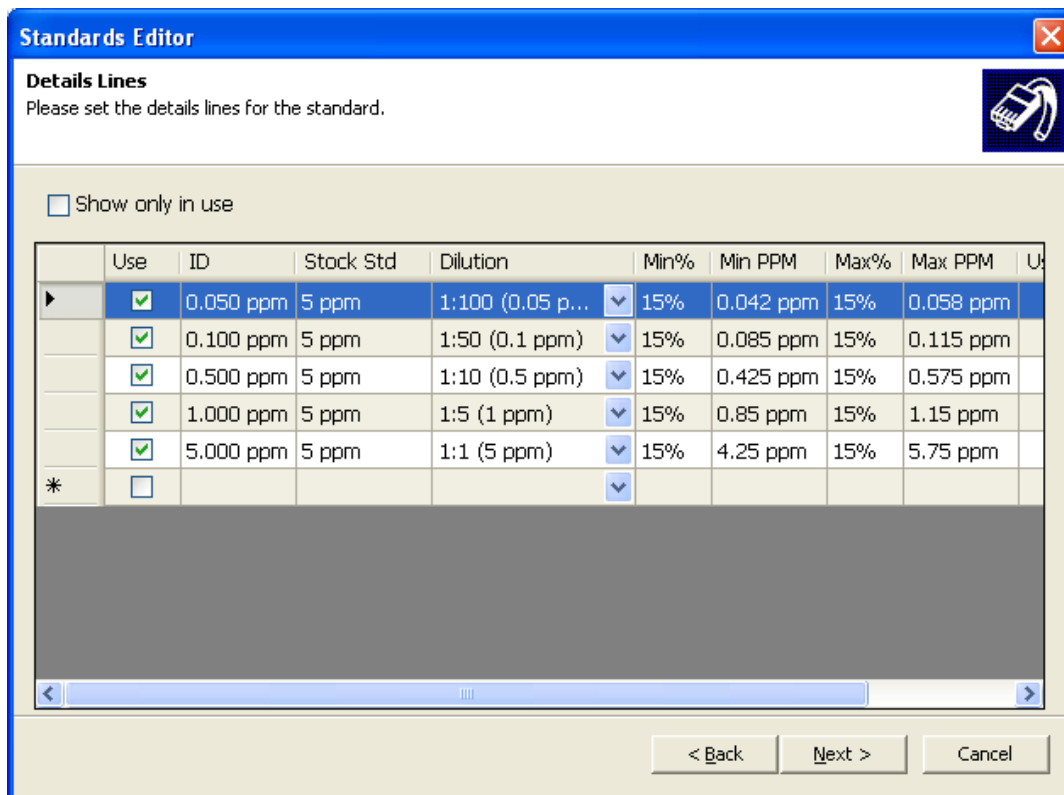 Standards Editor
Details Lines
Please set the details lines for the standard.
Show only in use
Use ID Stock Std Dilution Min% Min PPM Max% Max PPM Us
0.050 ppm 5 ppm 1:100 (0.05 p... 15% 0.042 ppm 15% 0.058 ppm
0.100 ppm 5 ppm 1:50 (0.1 ppm) 15% 0.085 ppm 15% 0.115 ppm
0.500 ppm 5 ppm 1:10 (0.5 ppm) 15% 0.425 ppm 15% 0.575 ppm
1.000 ppm 5 ppm 1:5 (1 ppm) 15% 0.85 ppm 15% 1.15 ppm
5.000 ppm 5 ppm 1:1 (5 ppm) 15% 4.25 ppm 15% 5.75 ppm
< Back Next > Cancel